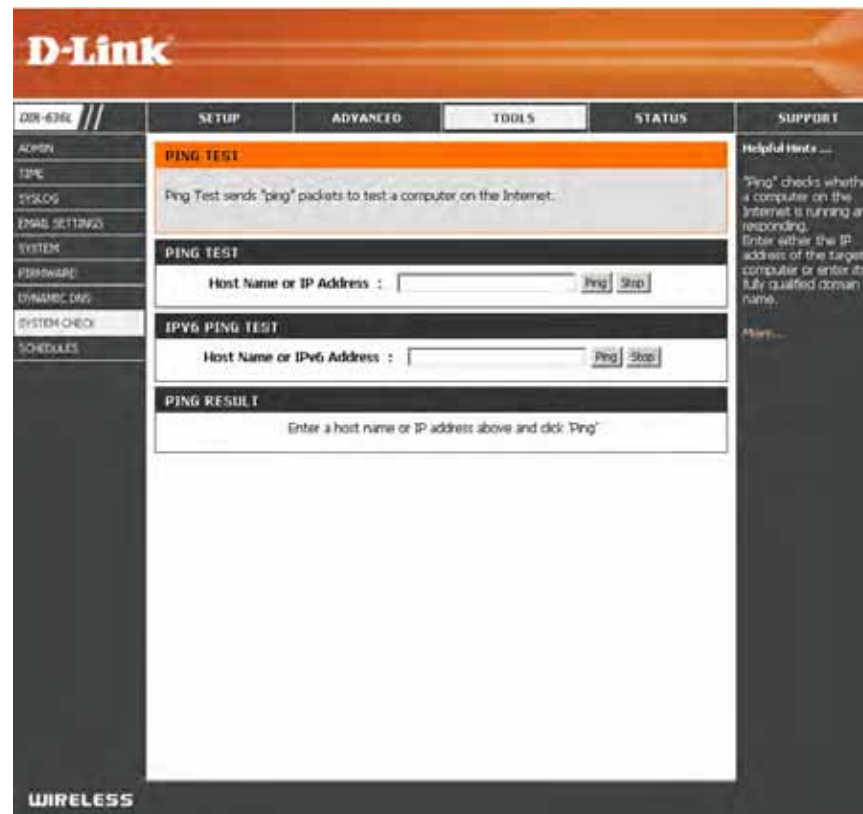 D-Link
DIR-636L
SETUP
ADVANCED
TOOLS
STATUS
SUPPORT
ADMIN
TIME
SYSLOG
EMAIL SETTINGS
SYSTEM
FIRMWARE
DYNAMIC DNS
SYSTEM CHECK
SCHEDULES
PING TEST
Ping Test sends "ping" packets to test a computer on the Internet.
PING TEST
Host Name or IP Address :
Ping
Stop
IPV6 PING TEST
Host Name or IPv6 Address :
Ping
Stop
PING RESULT
Enter a host name or IP address above and click 'Ping'
Helpful Hints ...
"Ping" checks wheth
a computer on the
Internet is running a
responding.
Enter either the IP
address of the target
computer or enter it
fully qualified domain
name.
More...
WIRELESS